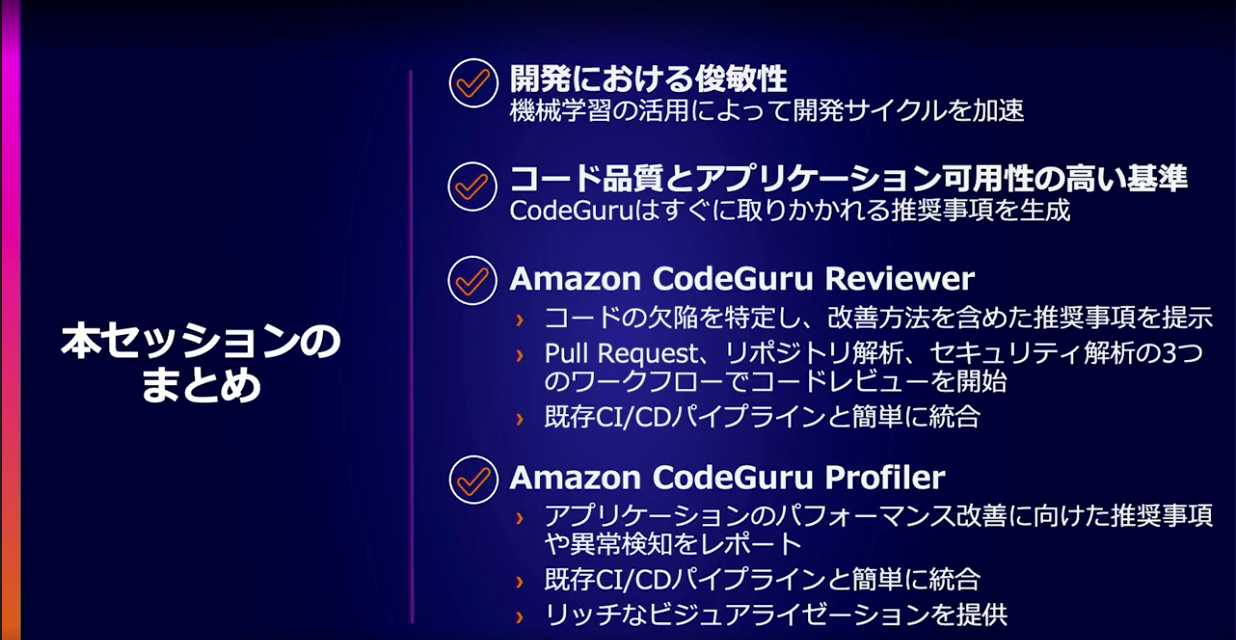 本セッションの
まとめ
開発における俊敏性
機械学習の活用によって開発サイクルを加速
コード品質とアプリケーション可用性の高い基準
CodeGuruはすぐに取りかかれる推奨事項を生成
Amazon CodeGuru Reviewer
› コードの欠陥を特定し、改善方法を含めた推奨事項を提示
› Pull Request、リポジトリ解析、セキュリティ解析の3つ
のワークフローでコードレビューを開始
› 既存CI/CDパイプラインと簡単に統合
Amazon CodeGuru Profiler
› アプリケーションのパフォーマンス改善に向けた推奨事項
や異常検知をレポート
› 既存CI/CDパイプラインと簡単に統合
› リッチなビジュアライゼーションを提供